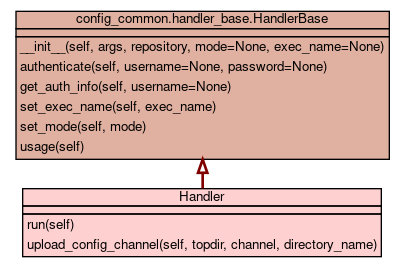 config_common.handler_base.HandlerBase
__init__(self, args, repository, mode=None, exec_name=None)
authenticate(self, username=None, password=None)
get_auth_info(self, username=None)
set_exec_name(self, exec_name)
set_mode(self, mode)
usage(self)
Handler
run(self)
upload_config_channel(self, topdir, channel, directory_name)